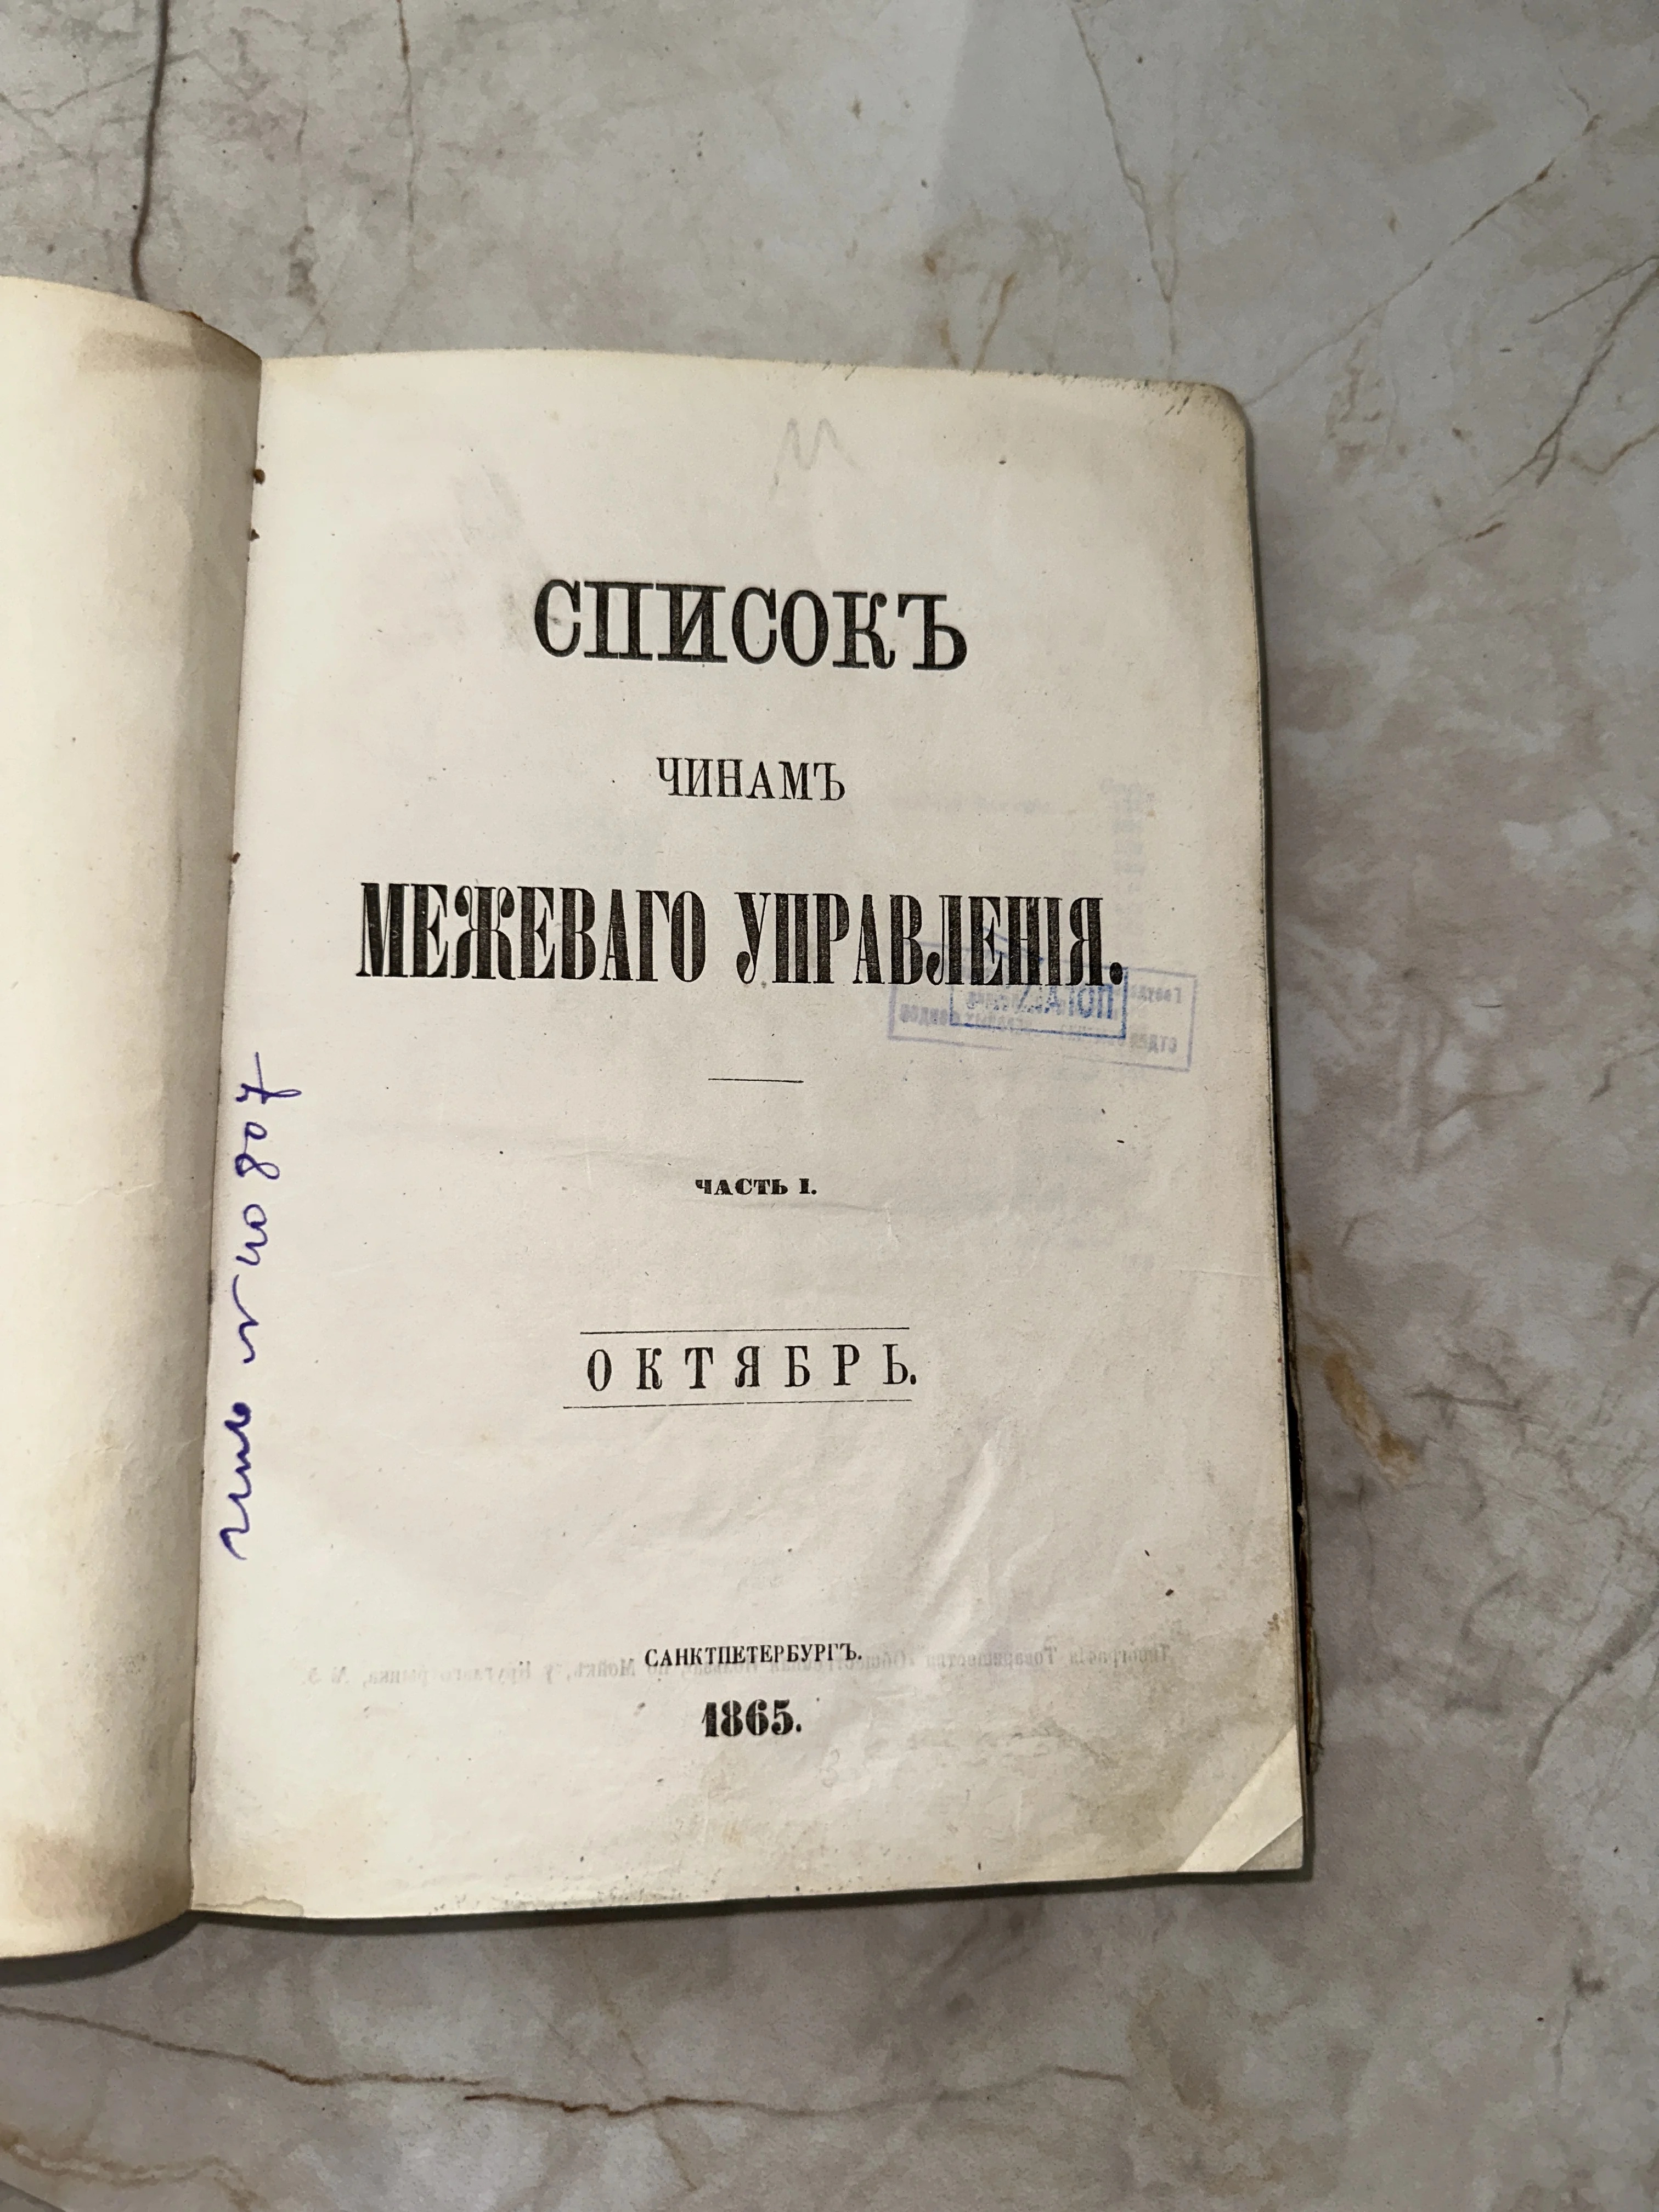 СПИСОКЪ
ЧИНАМЪ
МЕЖЕВАГО УПРАВЛЕНІЯ.
ЧАСТЬ I.
ОКТЯБРЬ.
САНКТПЕТЕРБУРГЪ.
1865.